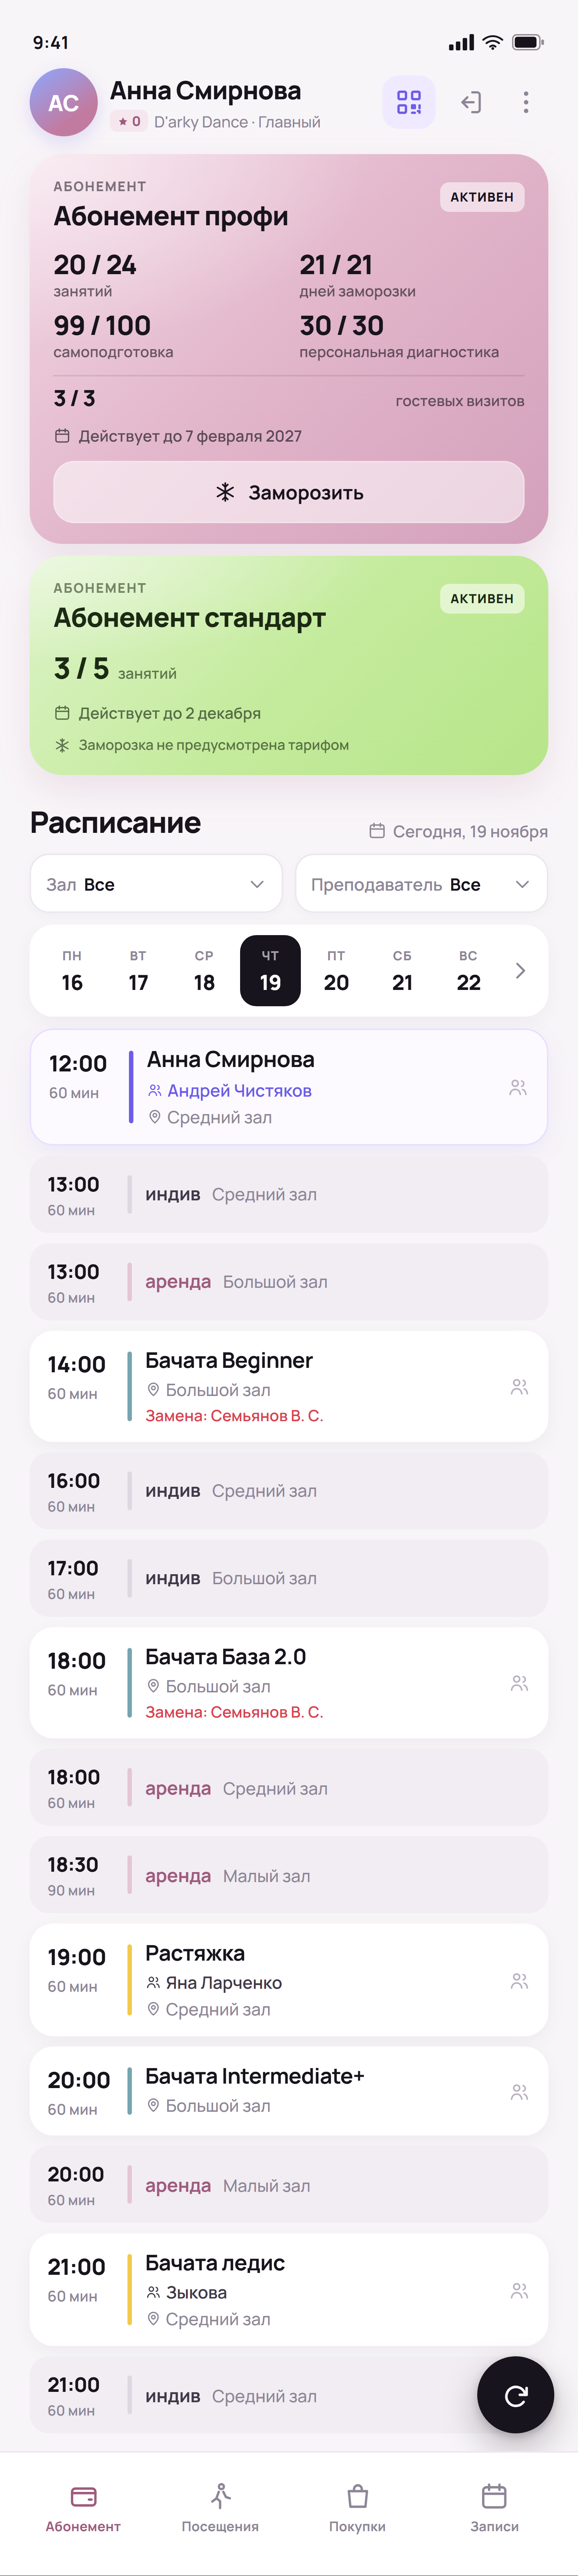 9:41
АС
Анна Смирнова
★ 0 D'arky Dance · Главный
АБОНЕМЕНТ
АКТИВЕН
Абонемент профи
20 / 24
21 / 21
занятий
дней заморозки
99 / 100
30 / 30
самоподготовка
персональная диагностика
3 / 3
гостевых визитов
Действует до 7 февраля 2027
Заморозить
АБОНЕМЕНТ
АКТИВЕН
Абонемент стандарт
3 / 5 занятий
Действует до 2 декабря
Заморозка не предусмотрена тарифом
Расписание
Сегодня, 19 ноября
Зал Все
Преподаватель Все
ПН ВТ СР ЧТ ПТ СБ ВС
16 17 18 19 20 21 22
12:00
60 мин
Анна Смирнова
Андрей Чистяков
Средний зал
13:00
60 мин
индив Средний зал
13:00
60 мин
аренда Большой зал
14:00
60 мин
Бачата Beginner
Большой зал
Замена: Семьянов В. С.
16:00
60 мин
индив Средний зал
17:00
60 мин
индив Большой зал
18:00
60 мин
Бачата База 2.0
Большой зал
Замена: Семьянов В. С.
18:00
60 мин
аренда Средний зал
18:30
90 мин
аренда Малый зал
19:00
60 мин
Растяжка
Яна Ларченко
Средний зал
20:00
60 мин
Бачата Intermediate+
Большой зал
20:00
60 мин
аренда Малый зал
21:00
60 мин
Бачата ледис
Зыкова
Средний зал
21:00
60 мин
индив Средний зал
Абонемент
Посещения
Покупки
Записи